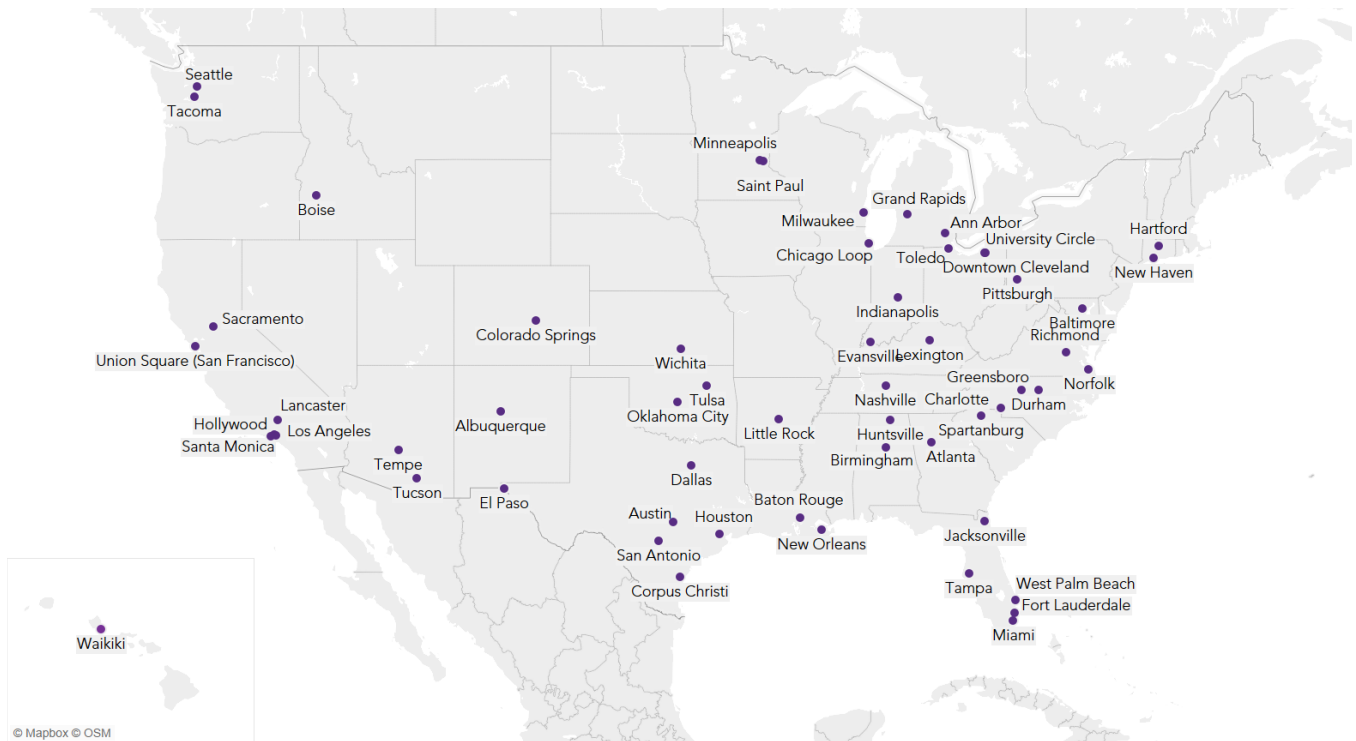 Seattle
Tacoma
Minneapolis
Saint Paul
Boise
Grand Rapids
Milwaukee
Ann Arbor
Hartford
University Circle
Chicago Loop
Toledo
Downtown Cleveland
New Haven
Pittsburgh
Indianapolis
Sacramento
Baltimore
Colorado Springs
Richmond
Union Square (San Francisco)
Wichita
Evansville
Lexington
Greensboro
Norfolk
Tulsa
Nashville
Charlotte
Durham
Lancaster
Oklahoma City
Hollywood
Los Angeles
Albuquerque
Little Rock
Huntsville
Spartanburg
Santa Monica
Birmingham
Atlanta
Tempe
Dallas
Tucson
El Paso
Baton Rouge
Austin
Houston
New Orleans
Jacksonville
San Antonio
West Palm Beach
Corpus Christi
Tampa
Fort Lauderdale
Miami
Waikiki
© Mapbox © OSM